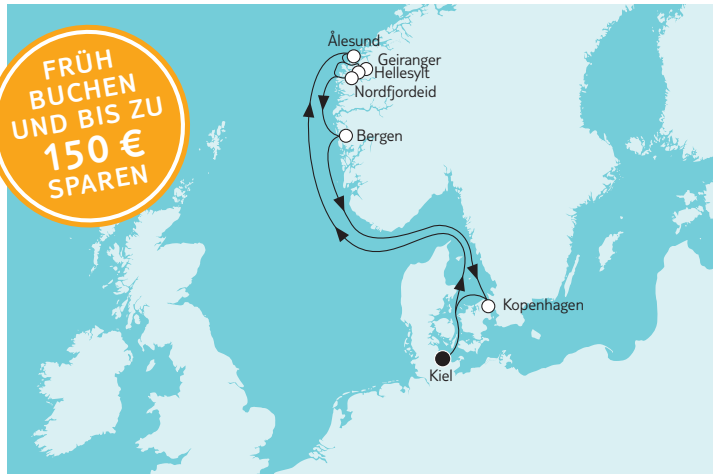 FRÜH
BUCHEN
UND BIS ZU
150 €
SPAREN
Ålesund
Geiranger
Hellesylt
Nordfjordeid
Bergen
Kopenhagen
Kiel